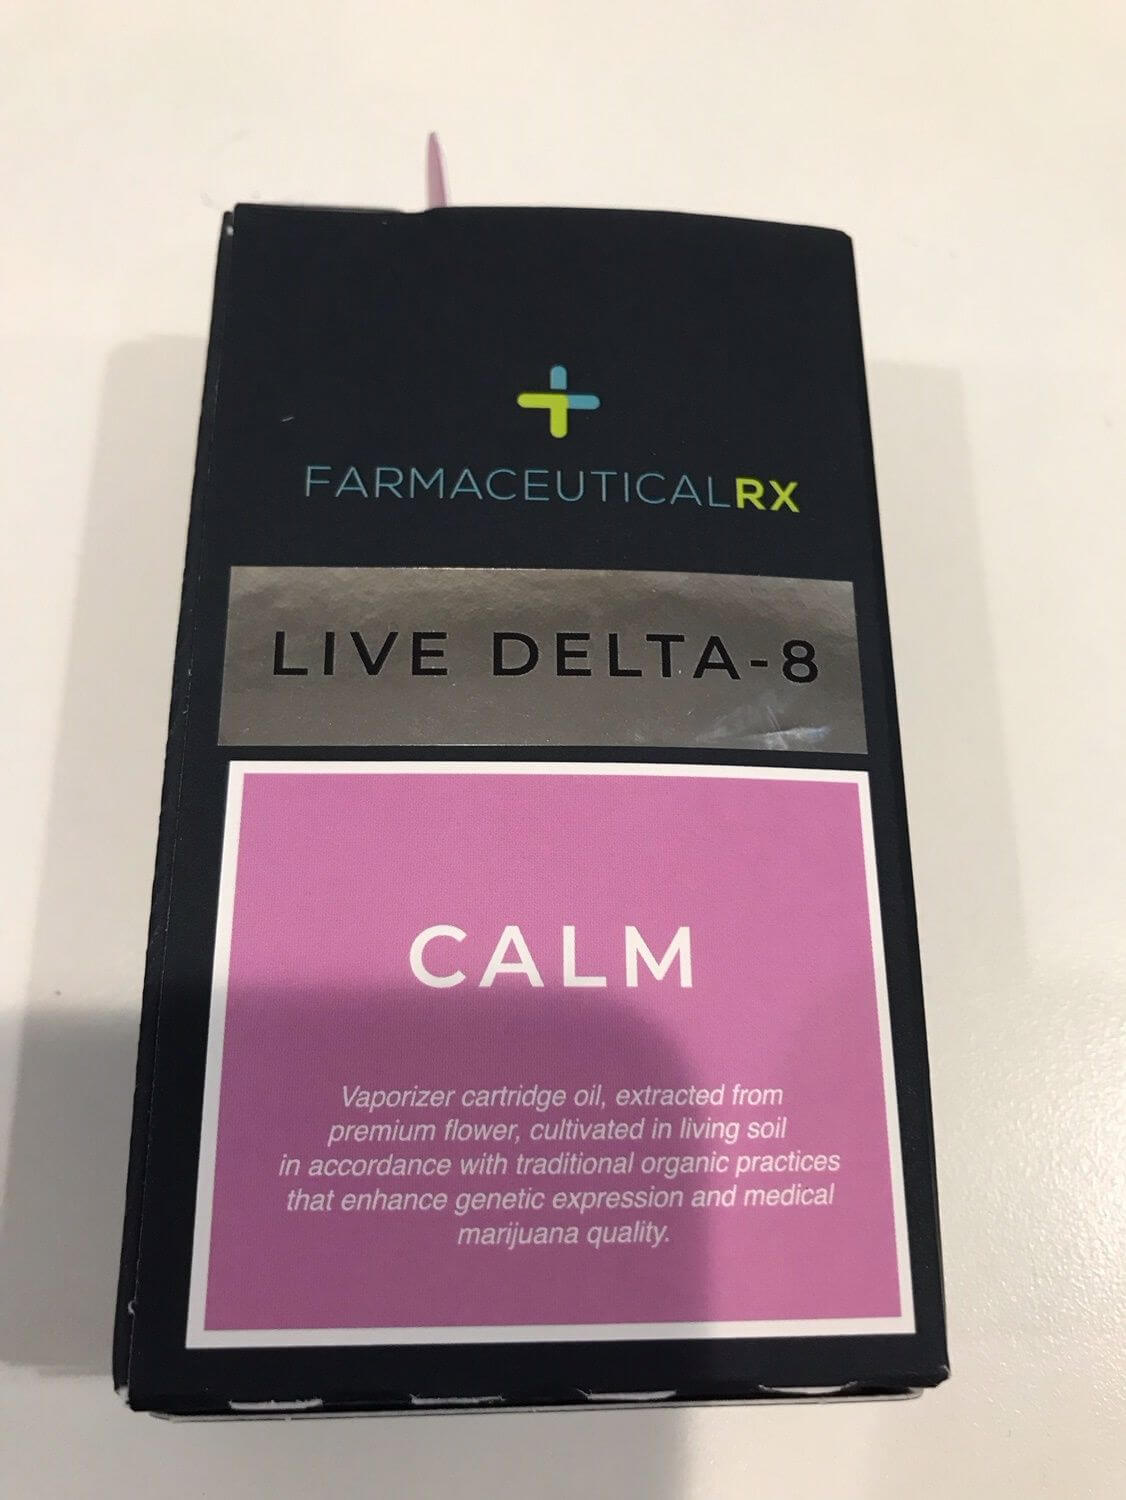 FARMACEUTICALRX
LIVE DELTA-8
CALM
Vaporizer cartridge oil, extracted from
premium flower, cultivated in living soil
in accordance with traditional organic practices
that enhance genetic expression and medical
marijuana quality.